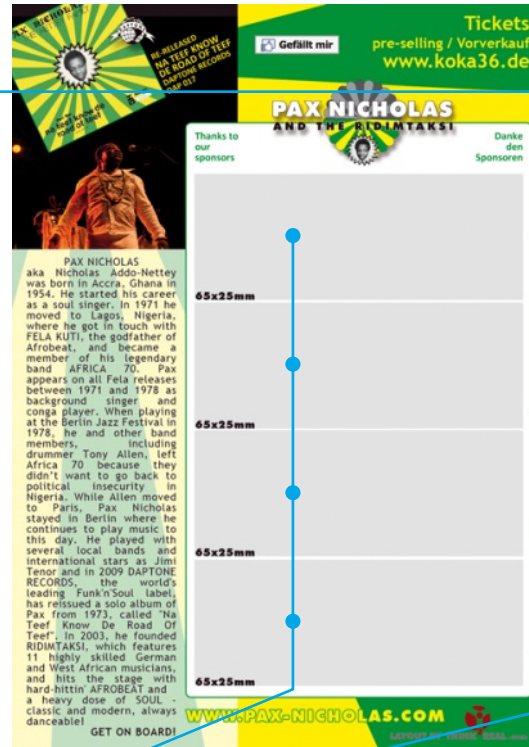 PAX NICHOLAS
RE-RELEASED
NA TEEF KNOW
DE ROAD OF TEEF
DAPTONE RECORDS
DAP 017
na teef know de
road of teef
Gefällt mir
Tickets
pre-selling / Vorverkauf
www.koka36.de
PAX NICHOLAS
AND THE RIDIMTAKSI
Thanks to
our
sponsors
Danke
den
Sponsoren
65x25mm
65x25mm
65x25mm
65x25mm
PAX NICHOLAS
aka Nicholas Addo-Nettey
was born in Accra, Ghana in
1954. He started his career
as a soul singer. In 1971 he
moved to Lagos, Nigeria,
where he got in touch with
FELA KUTI, the godfather of
Afrobeat, and became a
member of his legendary
band AFRICA 70. Pax
appears on all Fela releases
between 1971 and 1978 as
background singer and
conga player. When playing
at the Berlin Jazz Festival in
1978, he and other band
members, including
drummer Tony Allen, left
Africa 70 because they
didn't want to go back to
political insecurity in
Nigeria. While Allen moved
to Paris, Pax Nicholas
stayed in Berlin where he
continues to play music to
this day. He played with
several local bands and
international stars as Jimi
Tenor and in 2009 DAPTONE
RECORDS, the world's
leading Funk'n'Soul label,
has reissued a solo album of
Pax from 1973, called "Na
Teef Know De Road Of
Teef". In 2003, he founded
RIDIMTAKSI, which features
11 highly skilled German
and West African musicians,
and hits the stage with
hard-hittin' AFROBEAT and
a heavy dose of SOUL -
classic and modern, always
danceable!
GET ON BOARD!
WWW.PAX-NICHOLAS.COM